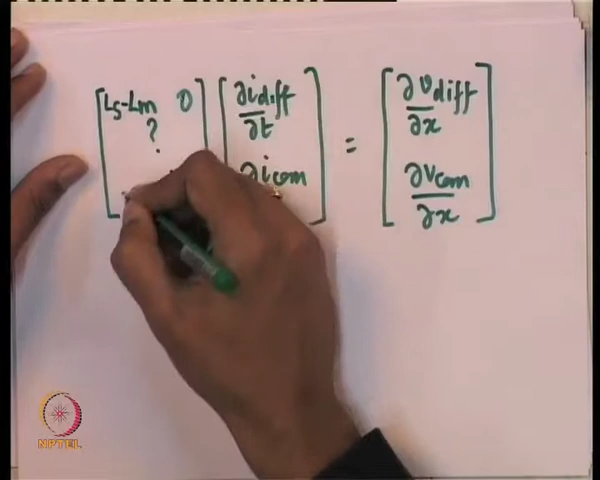 [Ls-Lm 0] [∂idiff/∂t] = [∂vdiff/∂x]
?
∂icom ∂vcom/∂x
NPTEL